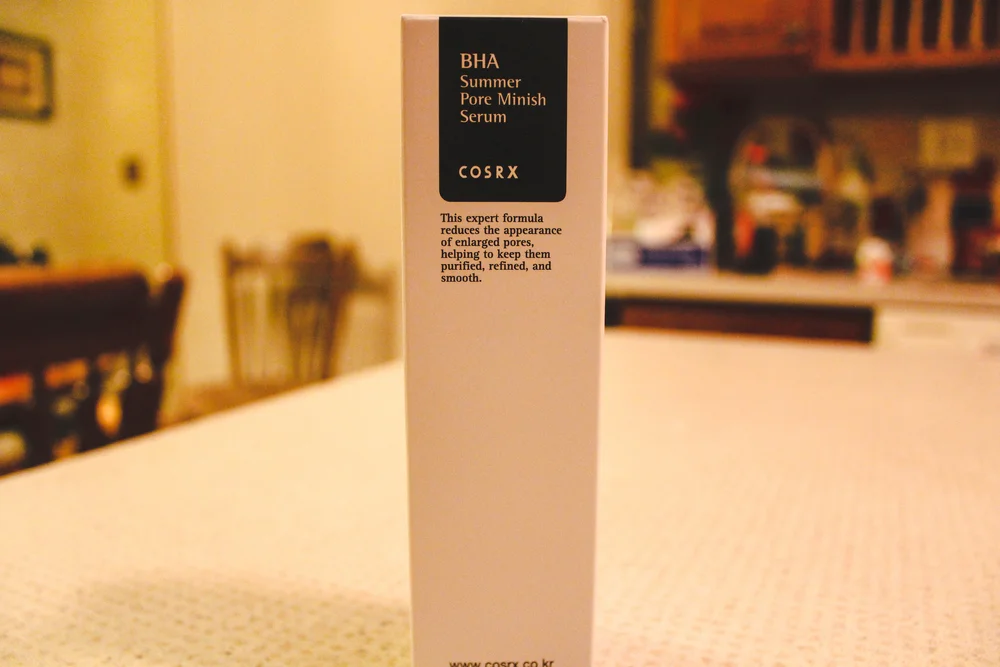 BHA
Summer
Pore Minish
Serum
COSRX
This expert formula
reduces the appearance
of enlarged pores,
helping to keep them
purified, refined, and
smooth.
www.cosrx.co.kr